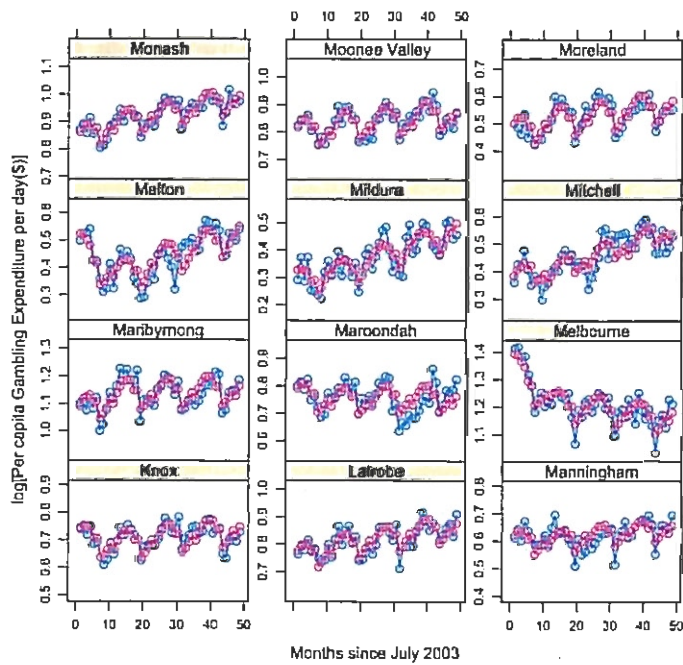 0 10 20 30 40 50
Monash
Moonee Valley
Moreland
0.7 0.8 0.9 1.0 1.1
0.7 0.8 0.9 1.0
0.4 0.5 0.6 0.7
Melton
Mildura
Mitchell
0.3 0.4 0.5 0.6
0.2 0.3 0.4 0.5
0.3 0.4 0.5 0.6
Maribyrnong
Maroondah
Melbourne
1.0 1.1 1.2 1.3
0.6 0.7 0.8 0.9
1.1 1.2 1.3 1.4
Knox
Latrobe
Manningham
0.5 0.6 0.7 0.8 0.9
0.7 0.8 0.9 1.0
0.4 0.5 0.6 0.7 0.8
0 10 20 30 40 50
0 10 20 30 40 50
log[Per capita Gambling Expenditure per day($)]
Months since July 2003